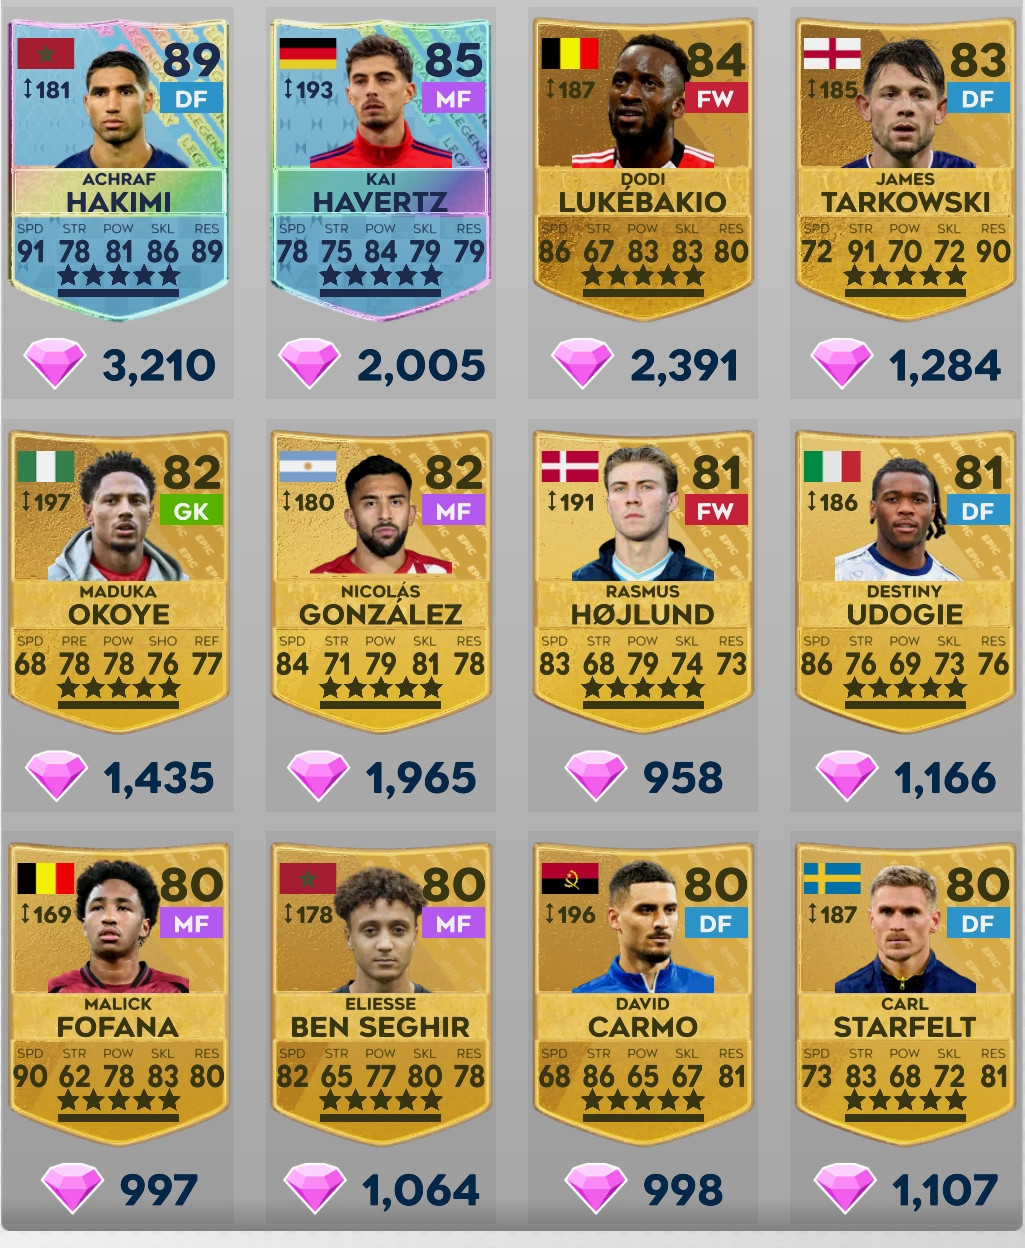 181
89
DF
ACHRAF
HAKIMI
SPD STR POW SKL RES
91 78 81 86 89
3,210
193
85
MF
KAI
HAVERTZ
SPD STR POW SKL RES
78 75 84 79 79
2,005
187
84
FW
DODI
LUKÉBAKIO
SPD STR POW SKL RES
86 67 83 83 80
2,391
185
83
DF
JAMES
TARKOWSKI
SPD STR POW SKL RES
72 91 70 72 90
1,284
197
82
GK
MADUKA
OKOYE
SPD PRE POW SHO REF
68 78 78 76 77
1,435
180
82
MF
NICOLÁS
GONZÁLEZ
SPD STR POW SKL RES
84 71 79 81 78
1,965
191
81
FW
RASMUS
HØJLUND
SPD STR POW SKL RES
83 68 79 74 73
958
186
81
DF
DESTINY
UDOGIE
SPD STR POW SKL RES
86 76 69 73 76
1,166
169
80
MF
MALICK
FOFANA
SPD STR POW SKL RES
90 62 78 83 80
997
178
80
MF
ELIESSE
BEN SEGHIR
SPD STR POW SKL RES
82 65 77 80 78
1,064
196
80
DF
DAVID
CARMO
SPD STR POW SKL RES
68 86 65 67 81
998
187
80
DF
CARL
STARFELT
SPD STR POW SKL RES
73 83 68 72 81
1,107